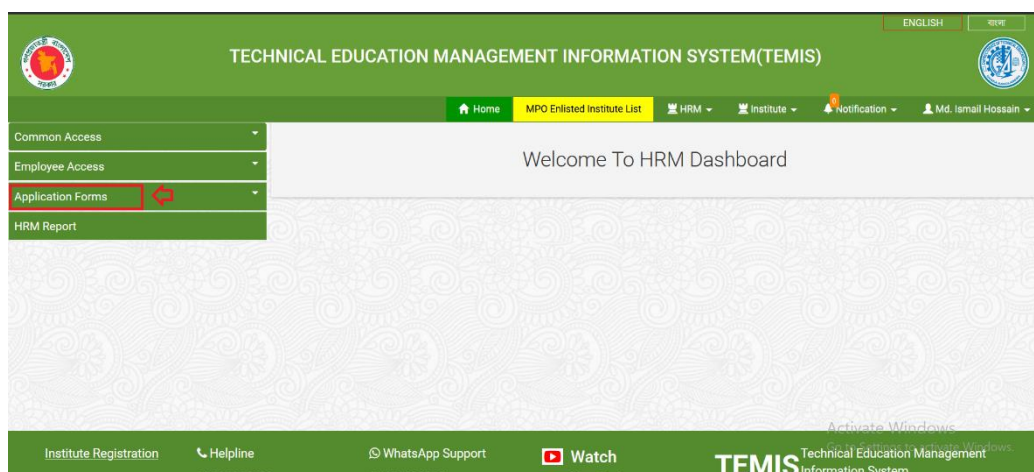 ENGLISH
বাংলা
TECHNICAL EDUCATION MANAGEMENT INFORMATION SYSTEM(TEMIS)
Home
MPO Enlisted Institute List
HRM
Institute
0
Notification
Md. Ismail Hossain
Common Access
Employee Access
Application Forms
HRM Report
Welcome To HRM Dashboard
Activate Windows
Go to Settings to activate Windows.
Institute Registration
Helpline
WhatsApp Support
Watch
TEMIS
Technical Education Management
Information System